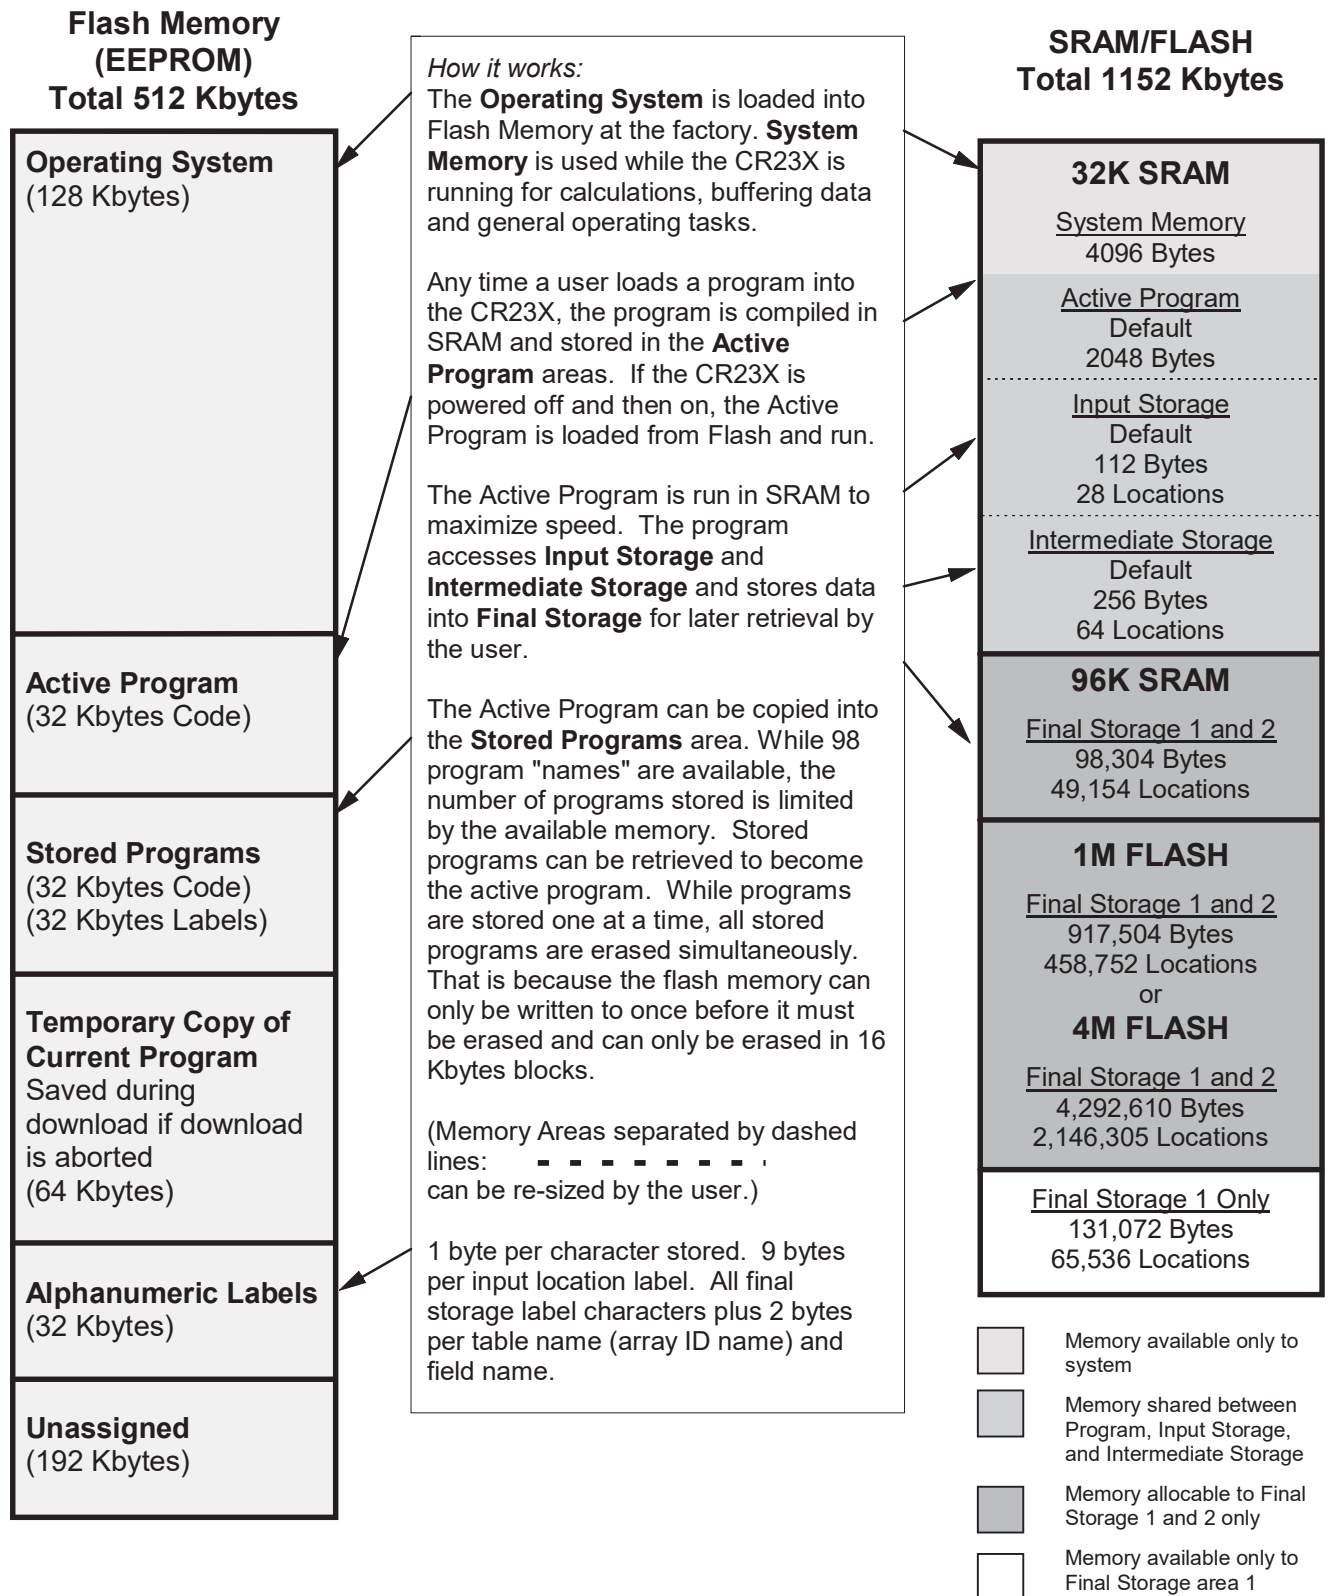 Flash Memory
(EEPROM)
Total 512 Kbytes
Operating System
(128 Kbytes)
Active Program
(32 Kbytes Code)
Stored Programs
(32 Kbytes Code)
(32 Kbytes Labels)
Temporary Copy of
Current Program
Saved during
download if download
is aborted
(64 Kbytes)
Alphanumeric Labels
(32 Kbytes)
Unassigned
(192 Kbytes)
How it works:
The Operating System is loaded into
Flash Memory at the factory. System
Memory is used while the CR23X is
running for calculations, buffering data
and general operating tasks.
Any time a user loads a program into
the CR23X, the program is compiled in
SRAM and stored in the Active
Program areas. If the CR23X is
powered off and then on, the Active
Program is loaded from Flash and run.
The Active Program is run in SRAM to
maximize speed. The program
accesses Input Storage and
Intermediate Storage and stores data
into Final Storage for later retrieval by
the user.
The Active Program can be copied into
the Stored Programs area. While 98
program "names" are available, the
number of programs stored is limited
by the available memory. Stored
programs can be retrieved to become
the active program. While programs
are stored one at a time, all stored
programs are erased simultaneously.
That is because the flash memory can
only be written to once before it must
be erased and can only be erased in 16
Kbytes blocks.
(Memory Areas separated by dashed
lines:
can be re-sized by the user.)
1 byte per character stored. 9 bytes
per input location label. All final
storage label characters plus 2 bytes
per table name (array ID name) and
field name.
SRAM/FLASH
Total 1152 Kbytes
32K SRAM
System Memory
4096 Bytes
Active Program
Default
2048 Bytes
Input Storage
Default
112 Bytes
28 Locations
Intermediate Storage
Default
256 Bytes
64 Locations
96K SRAM
Final Storage 1 and 2
98,304 Bytes
49,154 Locations
1M FLASH
Final Storage 1 and 2
917,504 Bytes
458,752 Locations
or
4M FLASH
Final Storage 1 and 2
4,292,610 Bytes
2,146,305 Locations
Final Storage 1 Only
131,072 Bytes
65,536 Locations
Memory available only to
system
Memory shared between
Program, Input Storage,
and Intermediate Storage
Memory allocable to Final
Storage 1 and 2 only
Memory available only to
Final Storage area 1